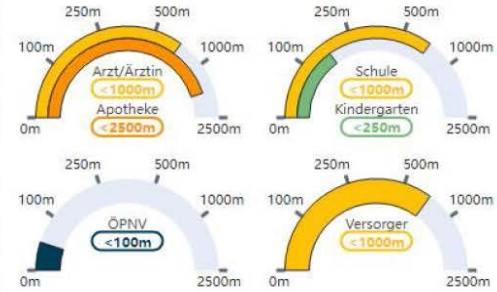 250m 500m
100m 1000m
Arzt/Ärztin
<1000m
Apotheke
<2500m
0m 2500m
250m 500m
100m 1000m
Schule
<1000m
Kindergarten
<250m
0m 2500m
250m 500m
100m 1000m
ÖPNV
<100m
0m 2500m
250m 500m
100m 1000m
Versorger
<1000m
0m 2500m